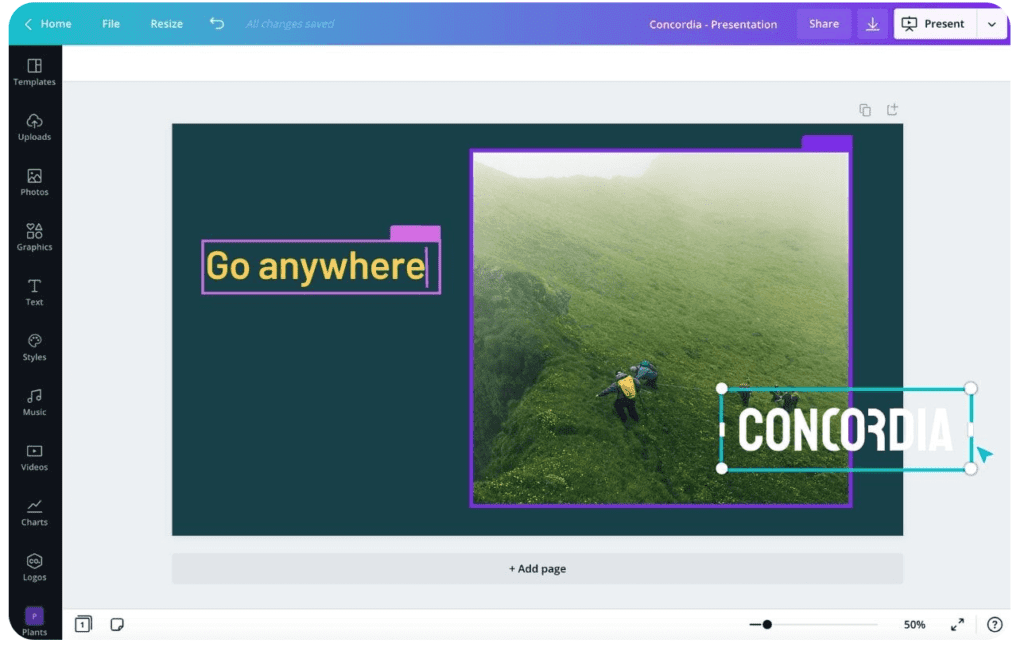 Home File Resize All changes saved Concordia - Presentation Share Present
Templates
Uploads
Photos
Graphics
Text
Styles
Music
Videos
Charts
CO.
Logos
P
Plants
Go anywhere
CONCORDIA
+ Add page
1 50% ?